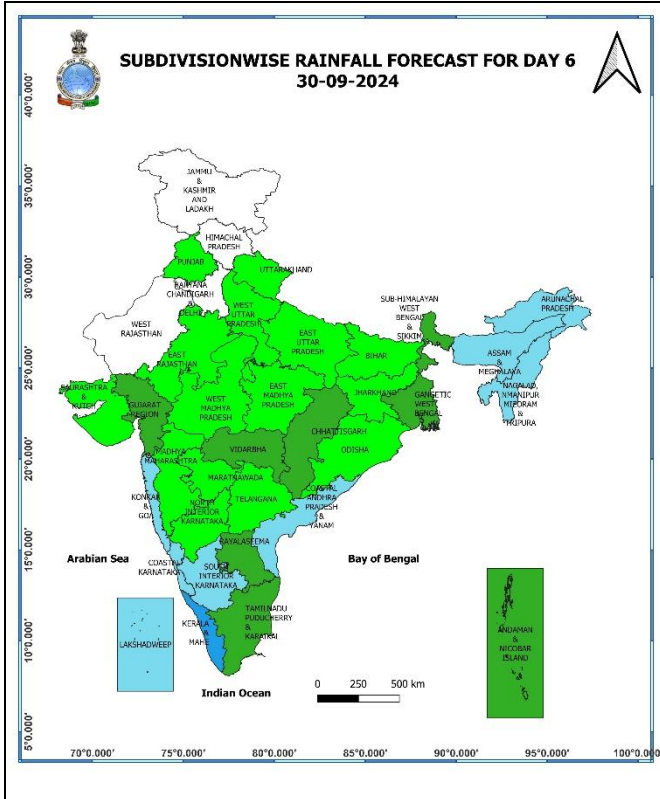 SUBDIVISIONWISE RAINFALL FORECAST FOR DAY 6
30-09-2024
40°0.000'
35°0.000'
30°0.000'
25°0.000'
20°0.000'
15°0.000'
10°0.000'
5°0.000'
JAMMU
&
KASHMIR
AND
LADAKH
HIMACHAL
PRADESH
PUNJAB
UTTARAKHAND
HARYANA
CHANDIGARH
&
DELHI
WEST
RAJASTHAN
WEST
UTTAR
PRADESH
EAST
UTTAR
PRADESH
SUB-HIMALAYAN
WEST
BENGAL
&
SIKKIM
ARUNACHAL
PRADESH
EAST
RAJASTHAN
BIHAR
ASSAM
&
MEGHALAYA
NAGALAD,
NMANIPUR
MIZORAM
&
TRIPURA
SAURASHTRA
&
KUTCH
GUJARAT
REGION
WEST
MADHYA
PRADESH
EAST
MADHYA
PRADESH
JHARKHAND
GANGETIC
WEST
BENGAL
CHHATTISGARH
ODISHA
VIDARBHA
MADHYA
MAHARASHTRA
MARATHWADA
KONKAN
&
GOA
NORTH
INTERIOR
KARNATAKA
TELANGANA
COASTAL
ANDHRA
PRADESH
&
YANAM
RAYALASEEMA
Arabian Sea
Bay of Bengal
COASTAL
KARNATAKA
SOUTH
INTERIOR
KARNATAKA
TAMILNADU
PUDUCHERRY
&
KARAIKAL
KERALA
&
MAHE
LAKSHADWEEP
ANDAMAN
&
NICOBAR
ISLAND
Indian Ocean
0 250 500 km
70°0.000' 75°0.000' 80°0.000' 85°0.000' 90°0.000' 95°0.000' 100°0.000'